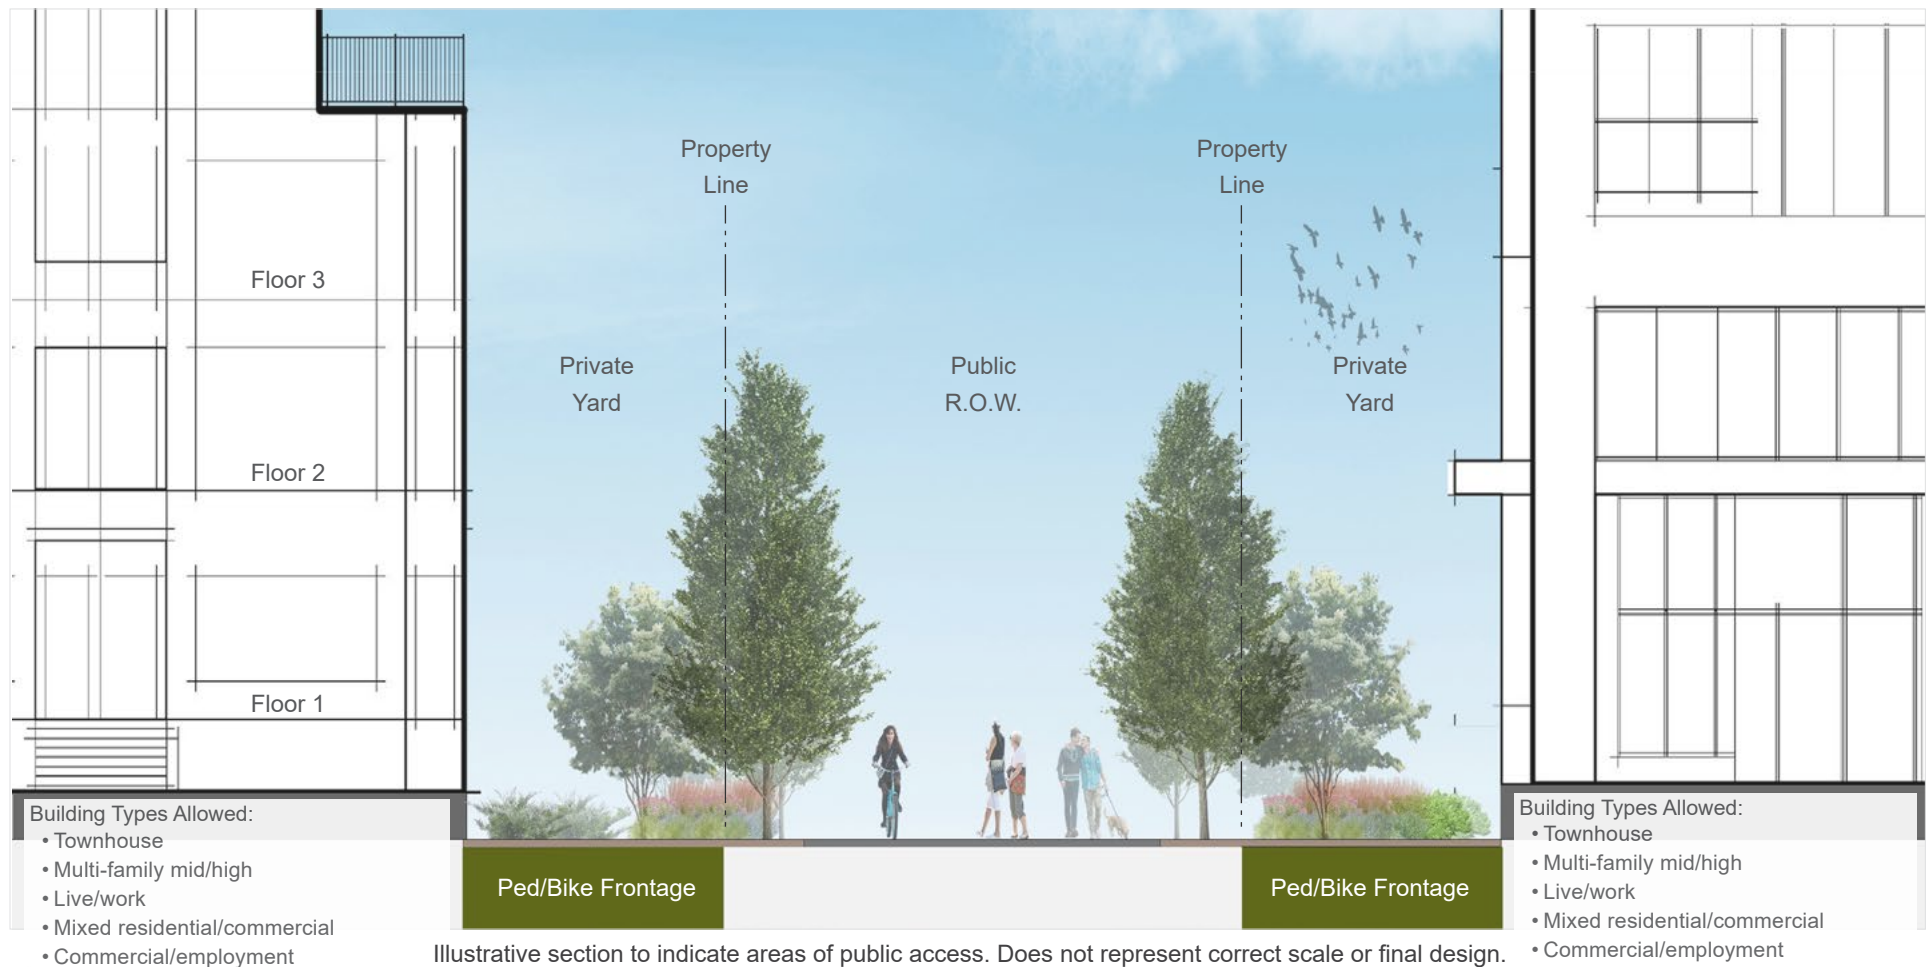 Property
Line
Property
Line
Floor 3
Private
Yard
Public
R.O.W.
Private
Yard
Floor 2
Floor 1
Building Types Allowed:
• Townhouse
• Multi-family mid/high
• Live/work
• Mixed residential/commercial
• Commercial/employment
Ped/Bike Frontage
Ped/Bike Frontage
Building Types Allowed:
• Townhouse
• Multi-family mid/high
• Live/work
• Mixed residential/commercial
• Commercial/employment
Illustrative section to indicate areas of public access. Does not represent correct scale or final design.